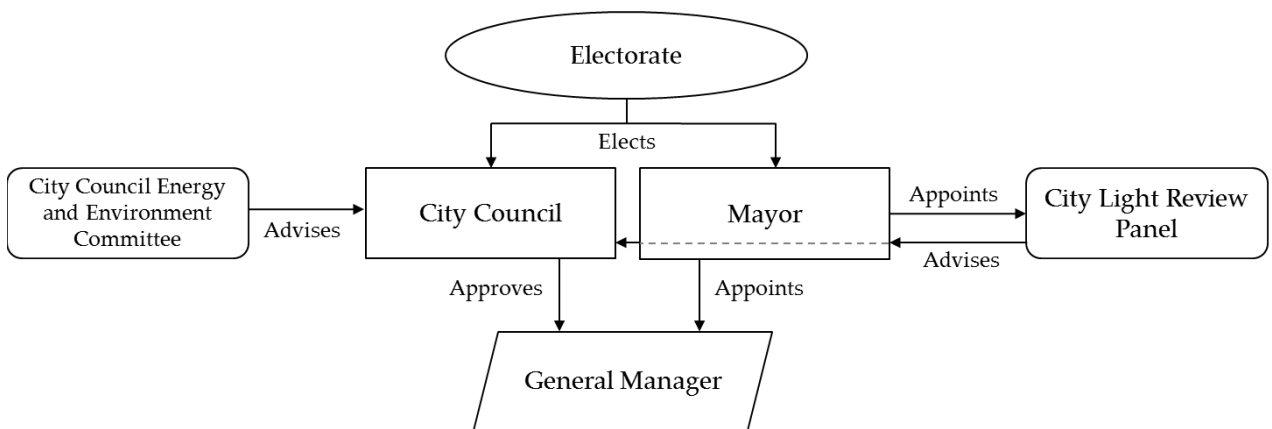 Electorate
Elects
City Council Energy
and Environment
Committee
Advises
City Council
Mayor
Appoints
Advises
City Light Review
Panel
Approves
Appoints
General Manager